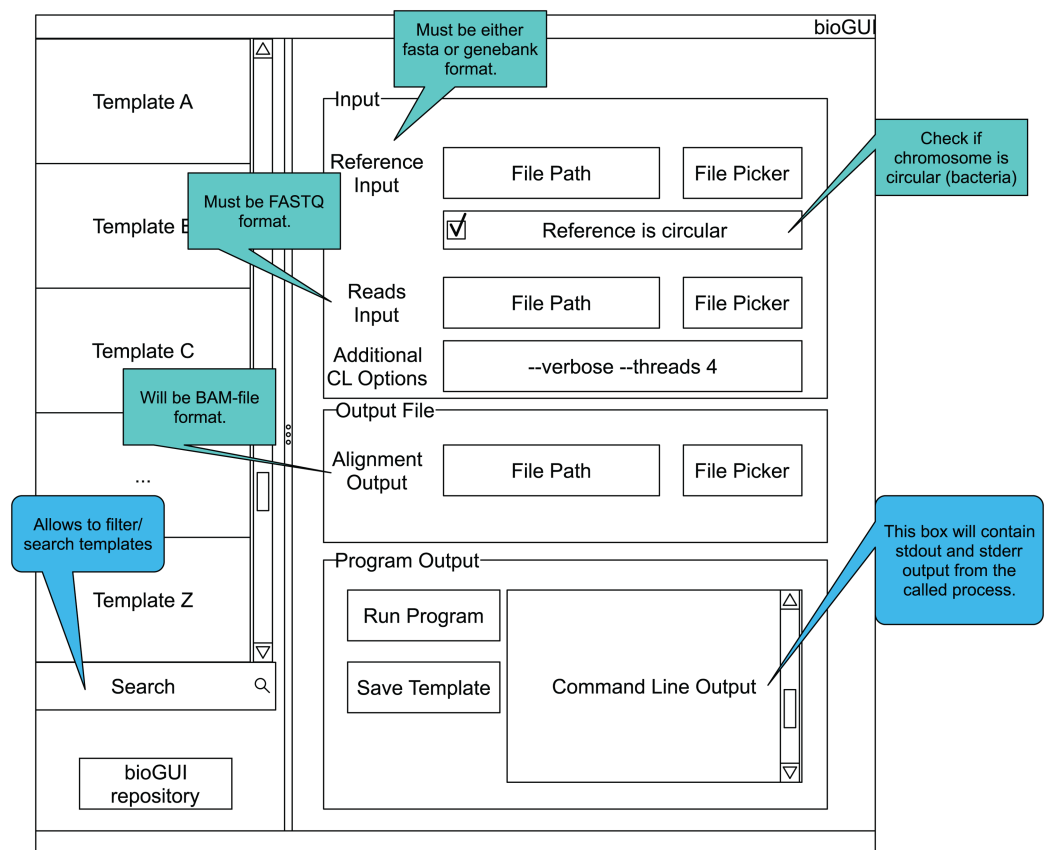 bioGUI
Must be either
fasta or genebank
format.
Template A
Input
Check if
chromosome is
circular (bacteria)
Reference
Input
File Path
File Picker
Must be FASTQ
format.
Template
Reference is circular
Reads
Input
File Path
File Picker
Template C
Additional
CL Options
--verbose --threads 4
Will be BAM-file
format.
Output File
Alignment
Output
File Path
File Picker
...
Allows to filter/
search templates
This box will contain
stdout and stderr
output from the
called process.
Program Output
Template Z
Run Program
Search
Save Template
Command Line Output
bioGUI
repository